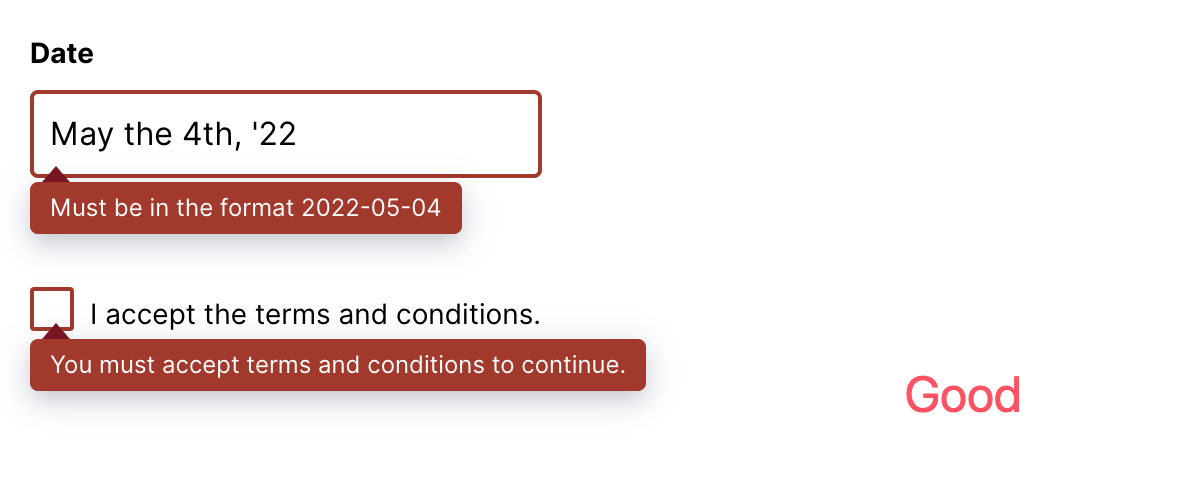 Date
May the 4th, '22
Must be in the format 2022-05-04
I accept the terms and conditions.
You must accept terms and conditions to continue.
Good